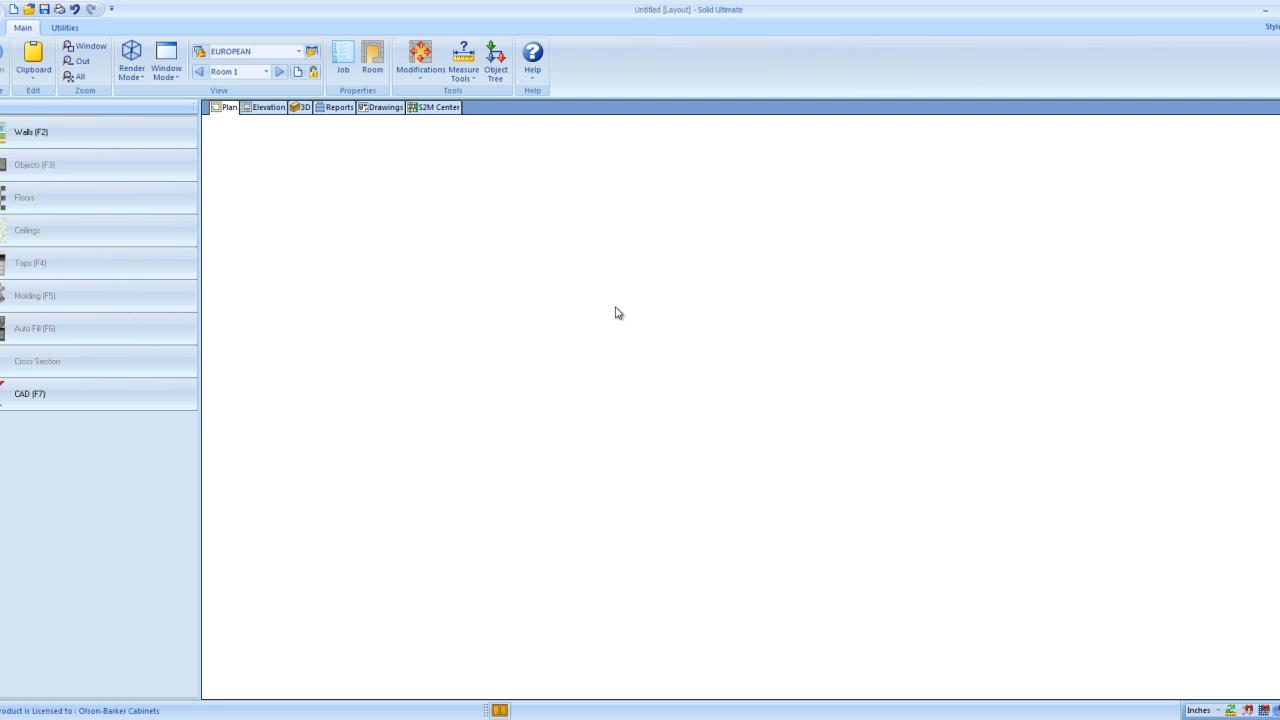 Untitled [Layout] - Solid Ultimate
Main Utilities
Style
Clipboard
Edit
Window
Out
All
Zoom
Render Mode
Window Mode
EUROPEAN
Room 1
View
Job
Room
Properties
Modifications
Measure Tools
Object Tree
Tools
Help
Help
Plan Elevation 3D Reports Drawings S2M Center
Walls (F2)
Objects (F3)
Floors
Ceilings
Tops (F4)
Molding (F5)
Auto Fill (F6)
Cross Section
CAD (F7)
roduct is Licensed to : Olson-Barker Cabinets
Inches